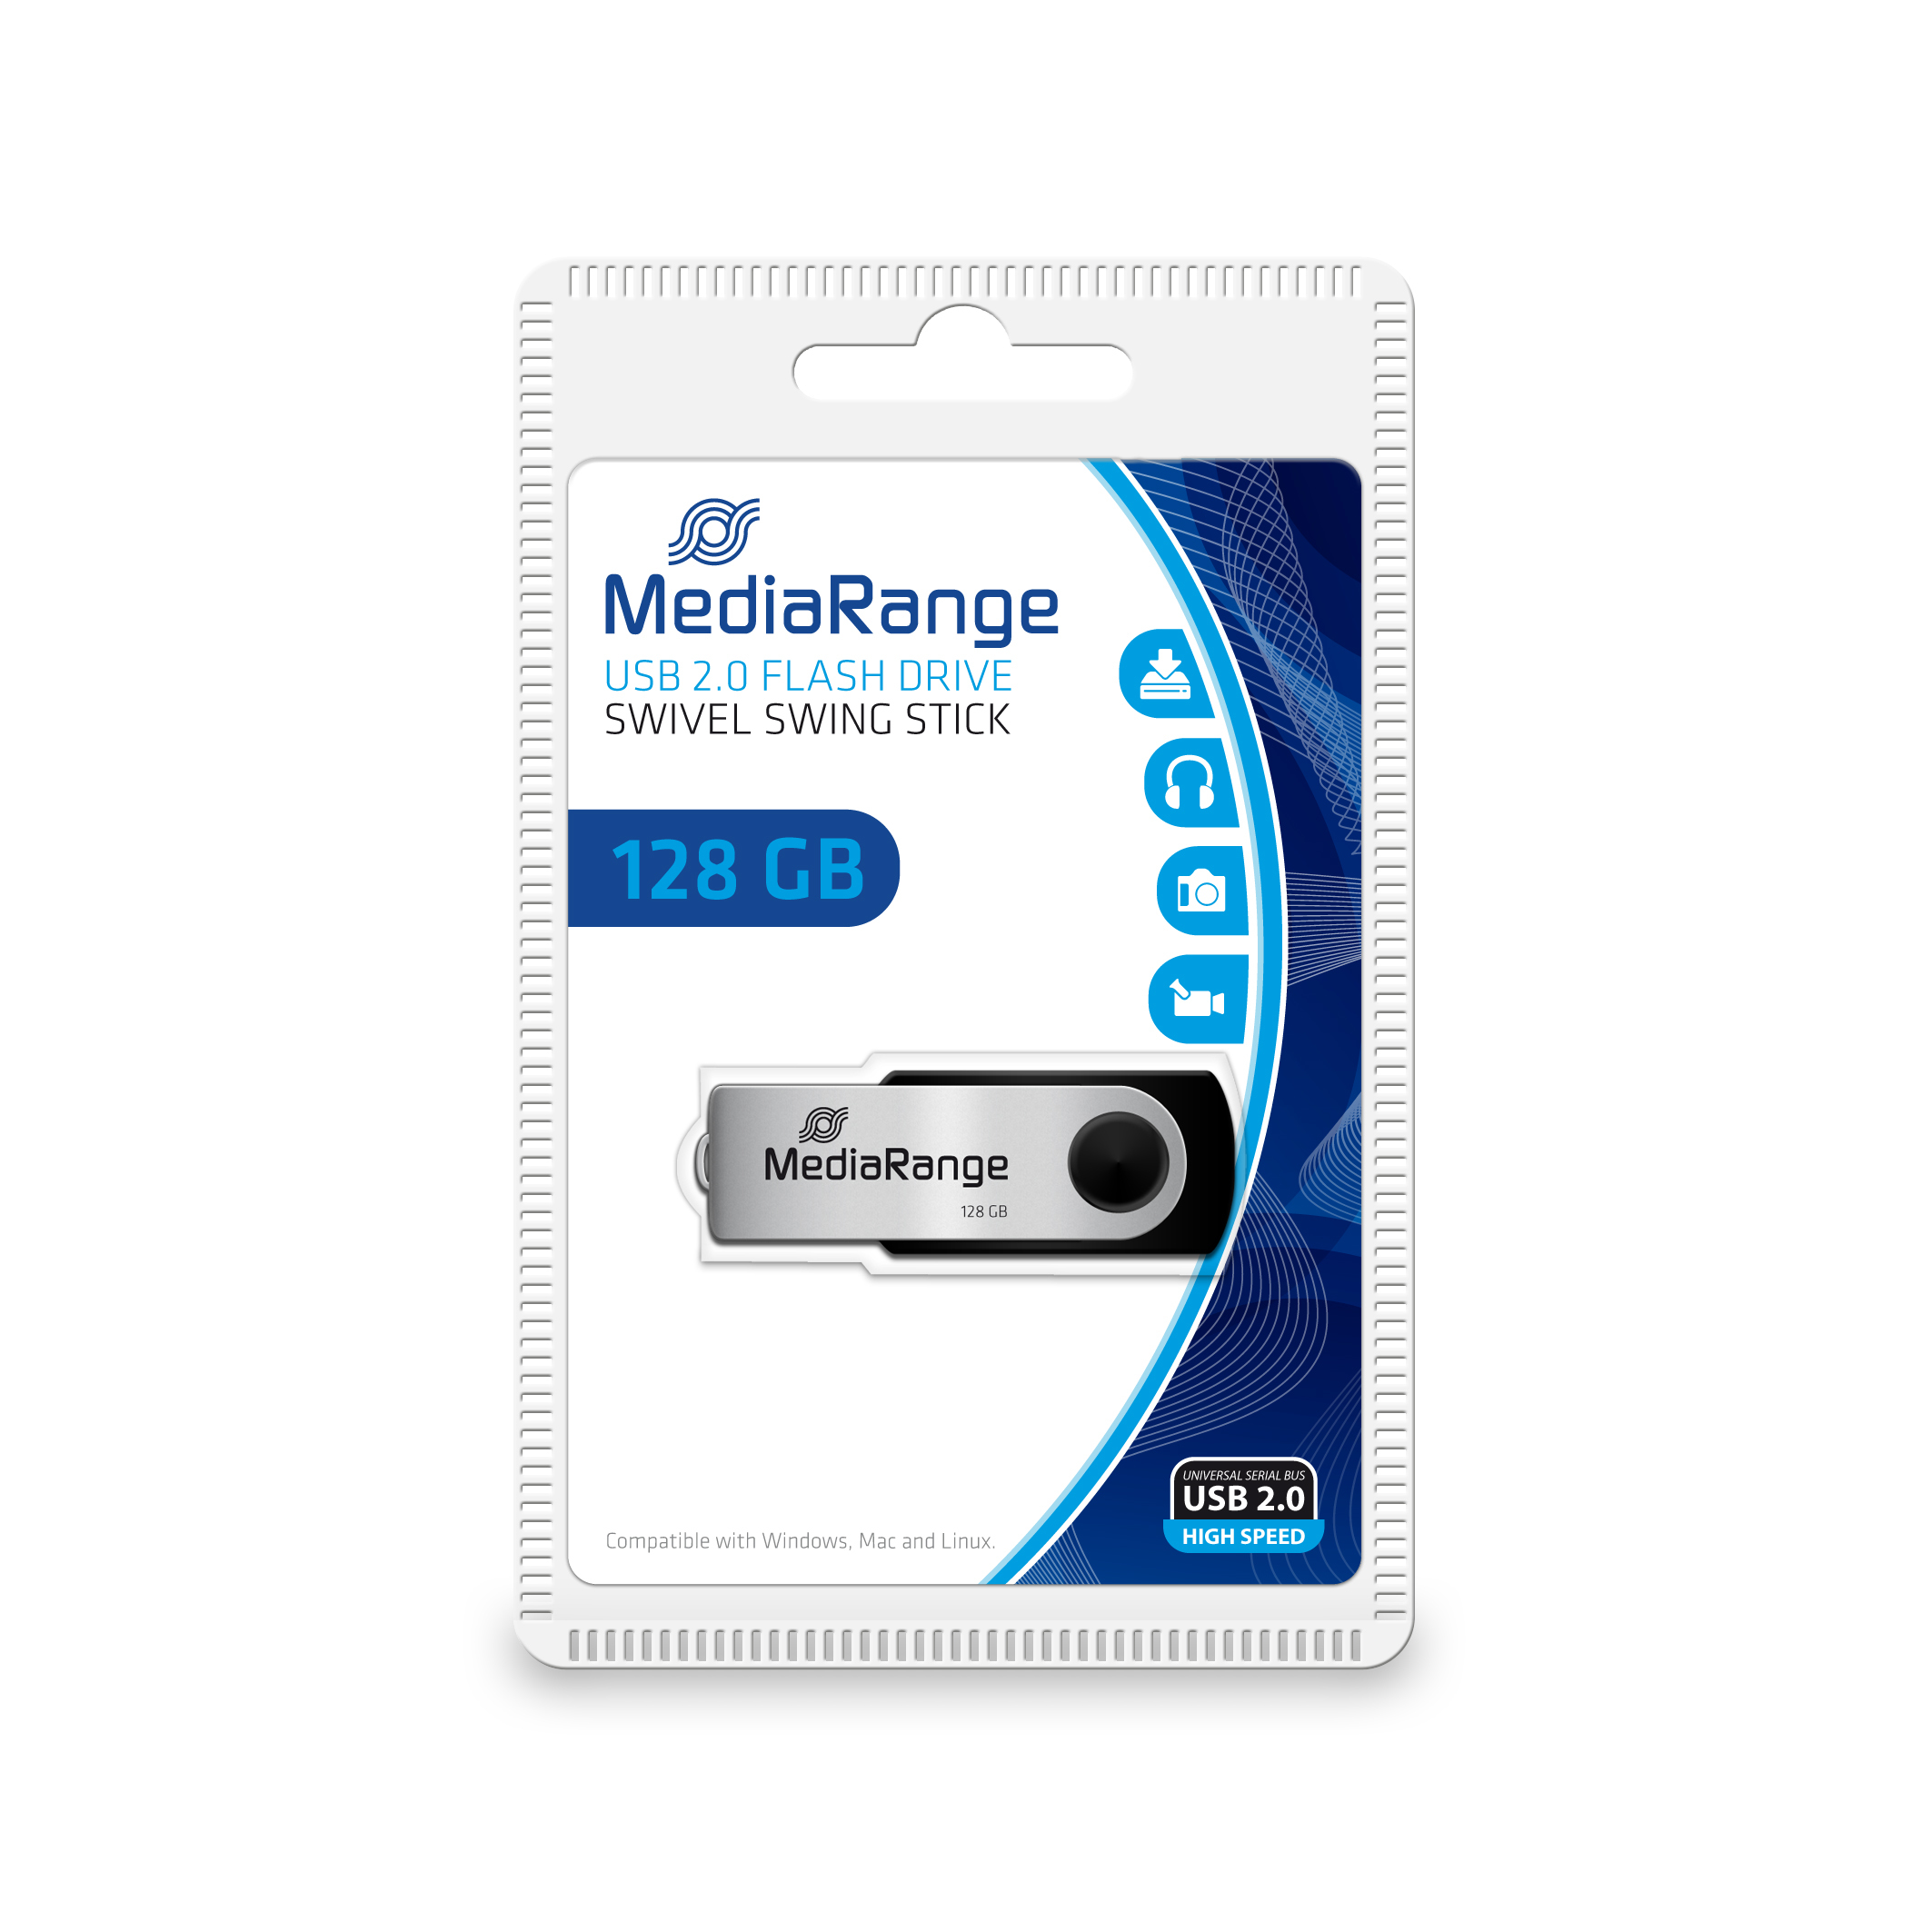 MediaRange
USB 2.0 FLASH DRIVE
SWIVEL SWING STICK
128 GB
MediaRange
128 GB
UNIVERSAL SERIAL BUS
USB 2.0
HIGH SPEED
Compatible with Windows, Mac and Linux.